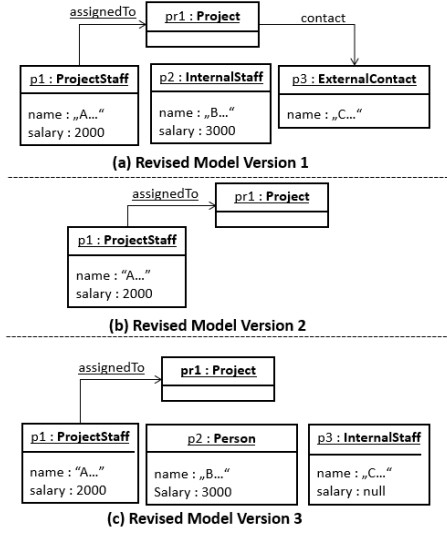 assignedTo
pr1 : Project
contact
p1 : ProjectStaff
p2 : InternalStaff
p3 : ExternalContact
name : „A…“
salary : 2000
name : „B…“
salary : 3000
name : „C…“
(a) Revised Model Version 1
assignedTo
pr1 : Project
p1 : ProjectStaff
name : “A…”
salary : 2000
(b) Revised Model Version 2
assignedTo
pr1 : Project
p1 : ProjectStaff
p2 : Person
p3 : InternalStaff
name : “A…”
salary : 2000
name : „B…“
Salary : 3000
name : „C…“
salary : null
(c) Revised Model Version 3